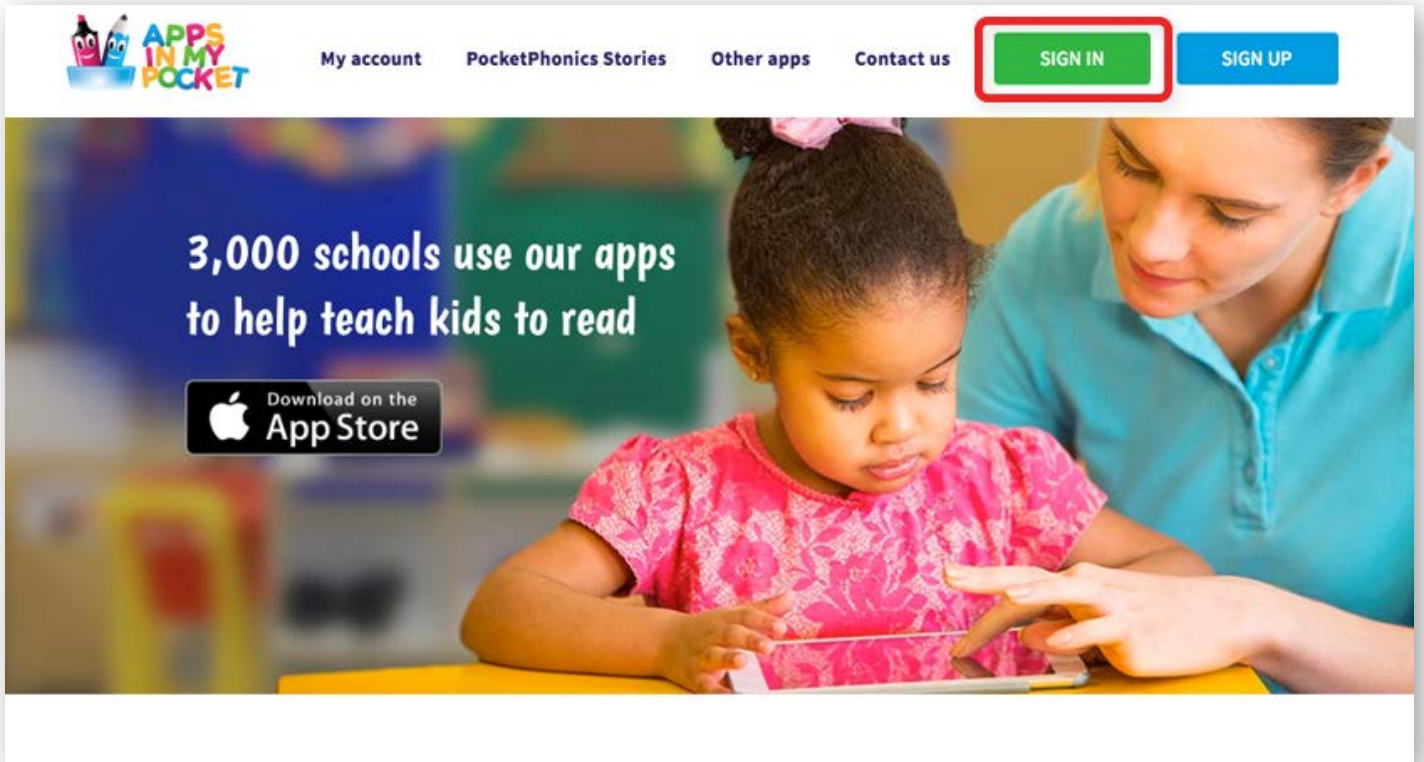 APPS
IN MY
POCKET
My account PocketPhonics Stories Other apps Contact us SIGN IN SIGN UP
3,000 schools use our apps
to help teach kids to read
Download on the
App Store